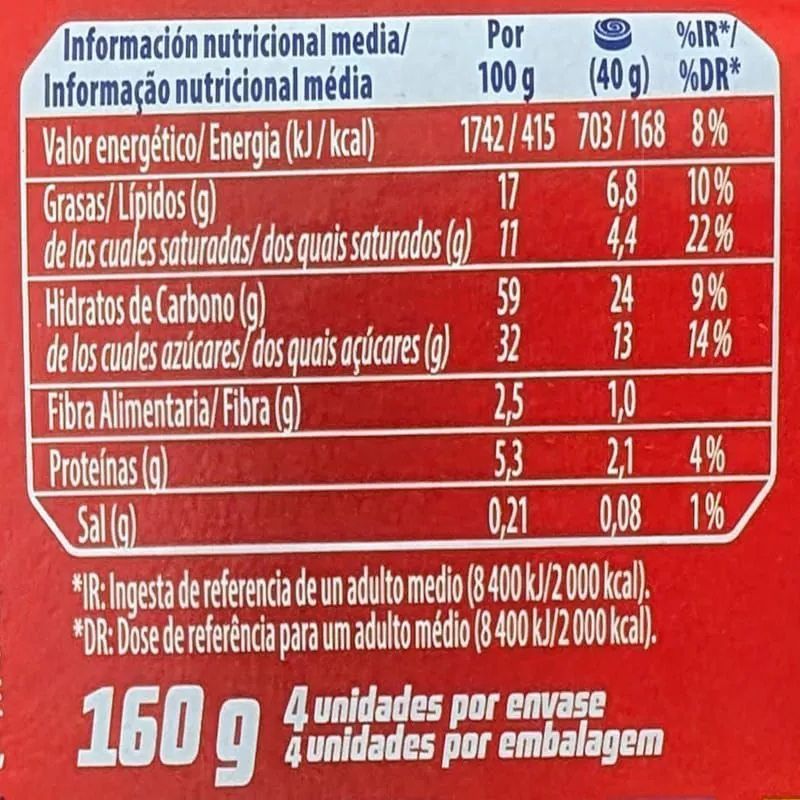 Información nutricional media/ Por %IR*/
Informação nutricional média 100 g (40 g) %DR*
Valor energético/ Energia (kJ / kcal) 1742 / 415 703 / 168 8%
Grasas/ Lípidos (g) 17 6,8 10%
de las cuales saturadas/ dos quais saturados (g) 11 4,4 22%
Hidratos de Carbono (g) 59 24 9%
de los cuales azúcares/ dos quais açúcares (g) 32 13 14%
Fibra Alimentaria/ Fibra (g) 2,5 1,0
Proteínas (g) 5,3 2,1 4%
Sal (g) 0,21 0,08 1%
*IR: Ingesta de referencia de un adulto medio (8 400 kJ/2 000 kcal).
*DR: Dose de referência para um adulto médio (8 400 kJ/2 000 kcal).
160 g 4 unidades por envase
4 unidades por embalagem